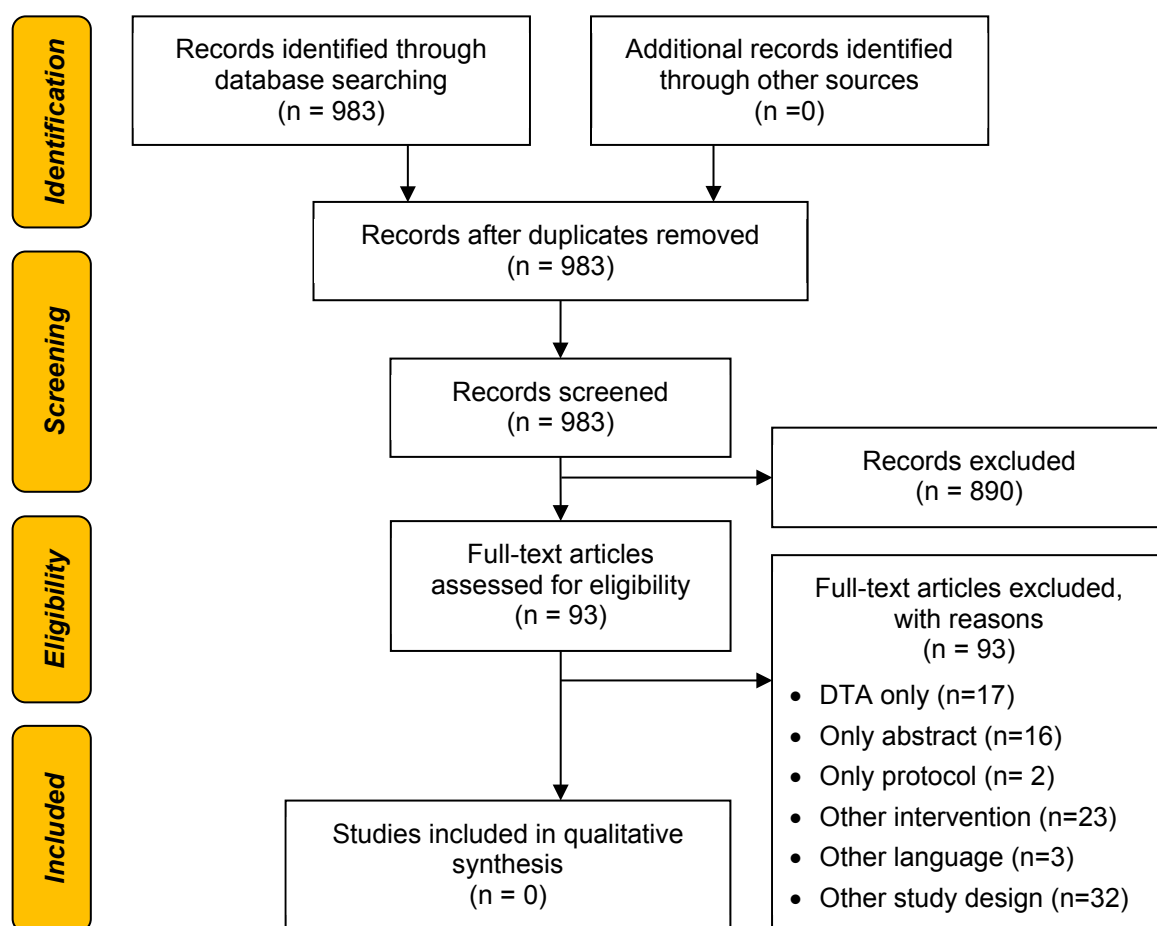 Identification
Records identified through
database searching
(n = 983)
Additional records identified
through other sources
(n =0)
Records after duplicates removed
(n = 983)
Screening
Records screened
(n = 983)
Records excluded
(n = 890)
Eligibility
Full-text articles
assessed for eligibility
(n = 93)
Full-text articles excluded,
with reasons
(n = 93)
• DTA only (n=17)
• Only abstract (n=16)
• Only protocol (n= 2)
• Other intervention (n=23)
• Other language (n=3)
• Other study design (n=32)
Included
Studies included in qualitative
synthesis
(n = 0)